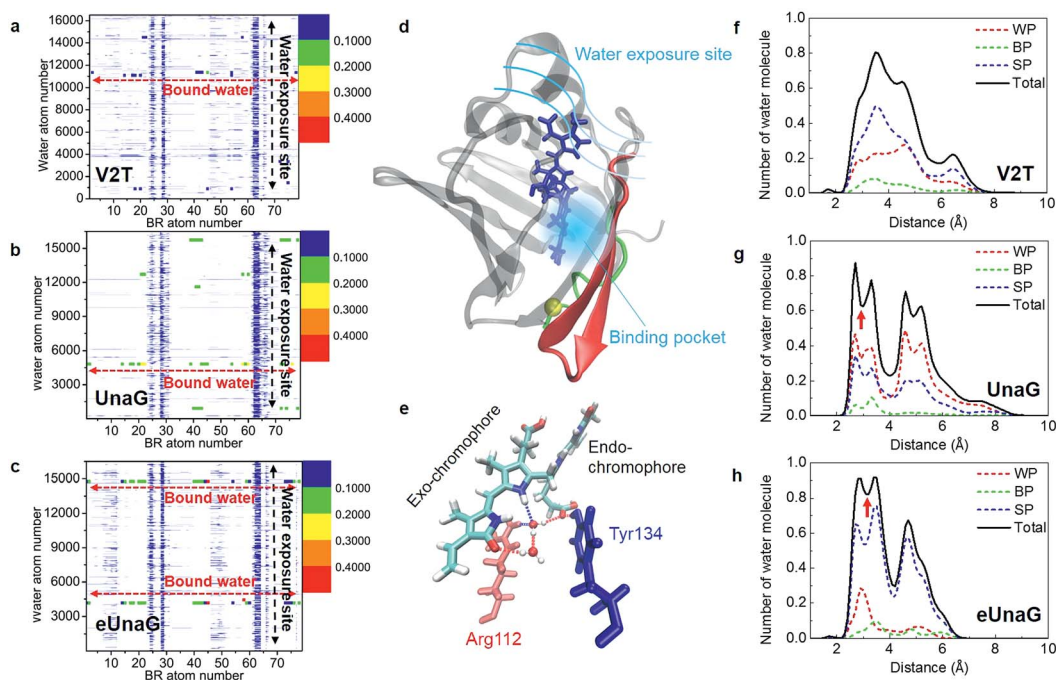 a
Water atom number
16000
14000
12000
10000
8000
6000
4000
2000
0
V2T
Bound water
Water exposure site
10 20 30 40 50 60 70
BR atom number
0.1000
0.2000
0.3000
0.4000
b
Water atom number
15000
12000
9000
6000
3000
UnaG
Bound water
Water exposure site
10 20 30 40 50 60 70
BR atom number
0.1000
0.2000
0.3000
0.4000
c
Water atom number
15000
12000
9000
6000
3000
eUnaG
Bound water
Bound water
Water exposure site
10 20 30 40 50 60 70
BR atom number
0.1000
0.2000
0.3000
0.4000
d
Water exposure site
Binding pocket
e
Exo-chromophore
Endo-
chromophore
Tyr134
Arg112
f
Number of water molecule
1.0
0.8
0.6
0.4
0.2
0.0
WP
BP
SP
Total
V2T
0 2 4 6 8 10
Distance (Å)
g
Number of water molecule
1.0
0.8
0.6
0.4
0.2
0.0
WP
BP
SP
Total
UnaG
0 2 4 6 8 10
Distance (Å)
h
Number of water molecule
1.0
0.8
0.6
0.4
0.2
0.0
WP
BP
SP
Total
eUnaG
0 2 4 6 8 10
Distance (Å)